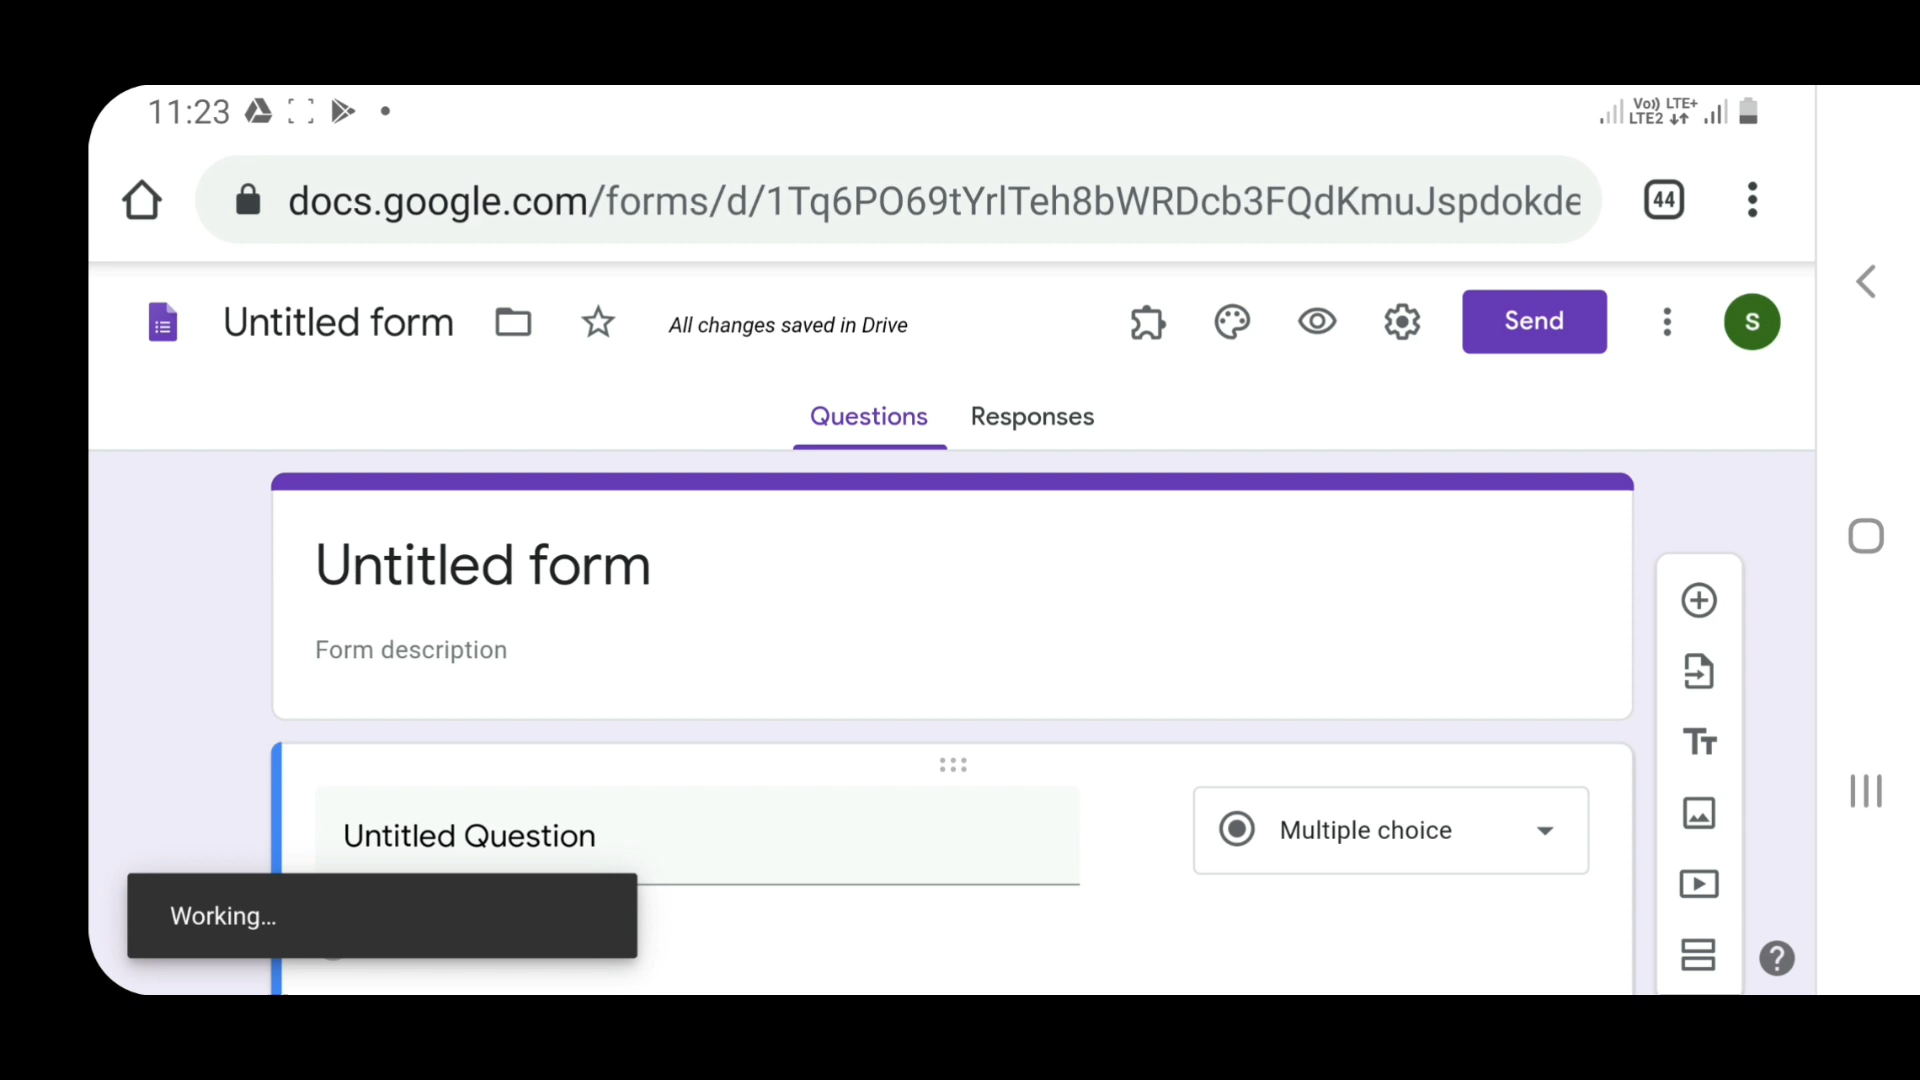 11:23
Vo)) LTE+
LTE2
docs.google.com/forms/d/1Tq6PO69tYrlTeh8bWRDcb3FQdKmuJspdokde
44
Untitled form
All changes saved in Drive
Send
S
Questions
Responses
Untitled form
Form description
Untitled Question
Multiple choice
Working...